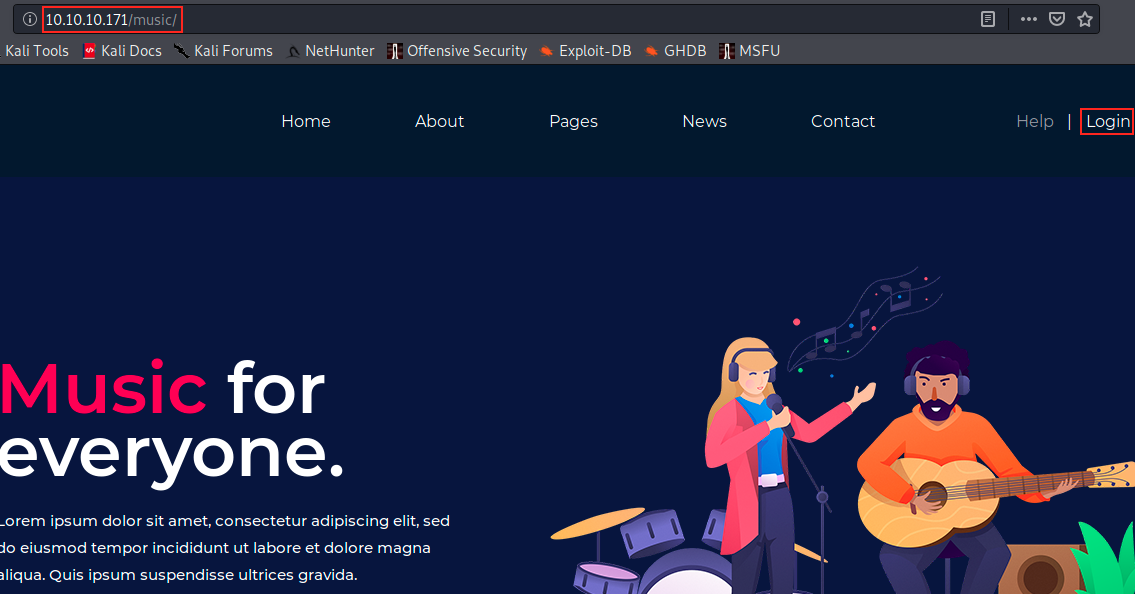 10.10.10.171/music/
Kali Tools Kali Docs Kali Forums NetHunter Offensive Security Exploit-DB GHDB MSFU
Home About Pages News Contact Help | Login
Music for
everyone.
Lorem ipsum dolor sit amet, consectetur adipiscing elit, sed
do eiusmod tempor incididunt ut labore et dolore magna
aliqua. Quis ipsum suspendisse ultrices gravida.